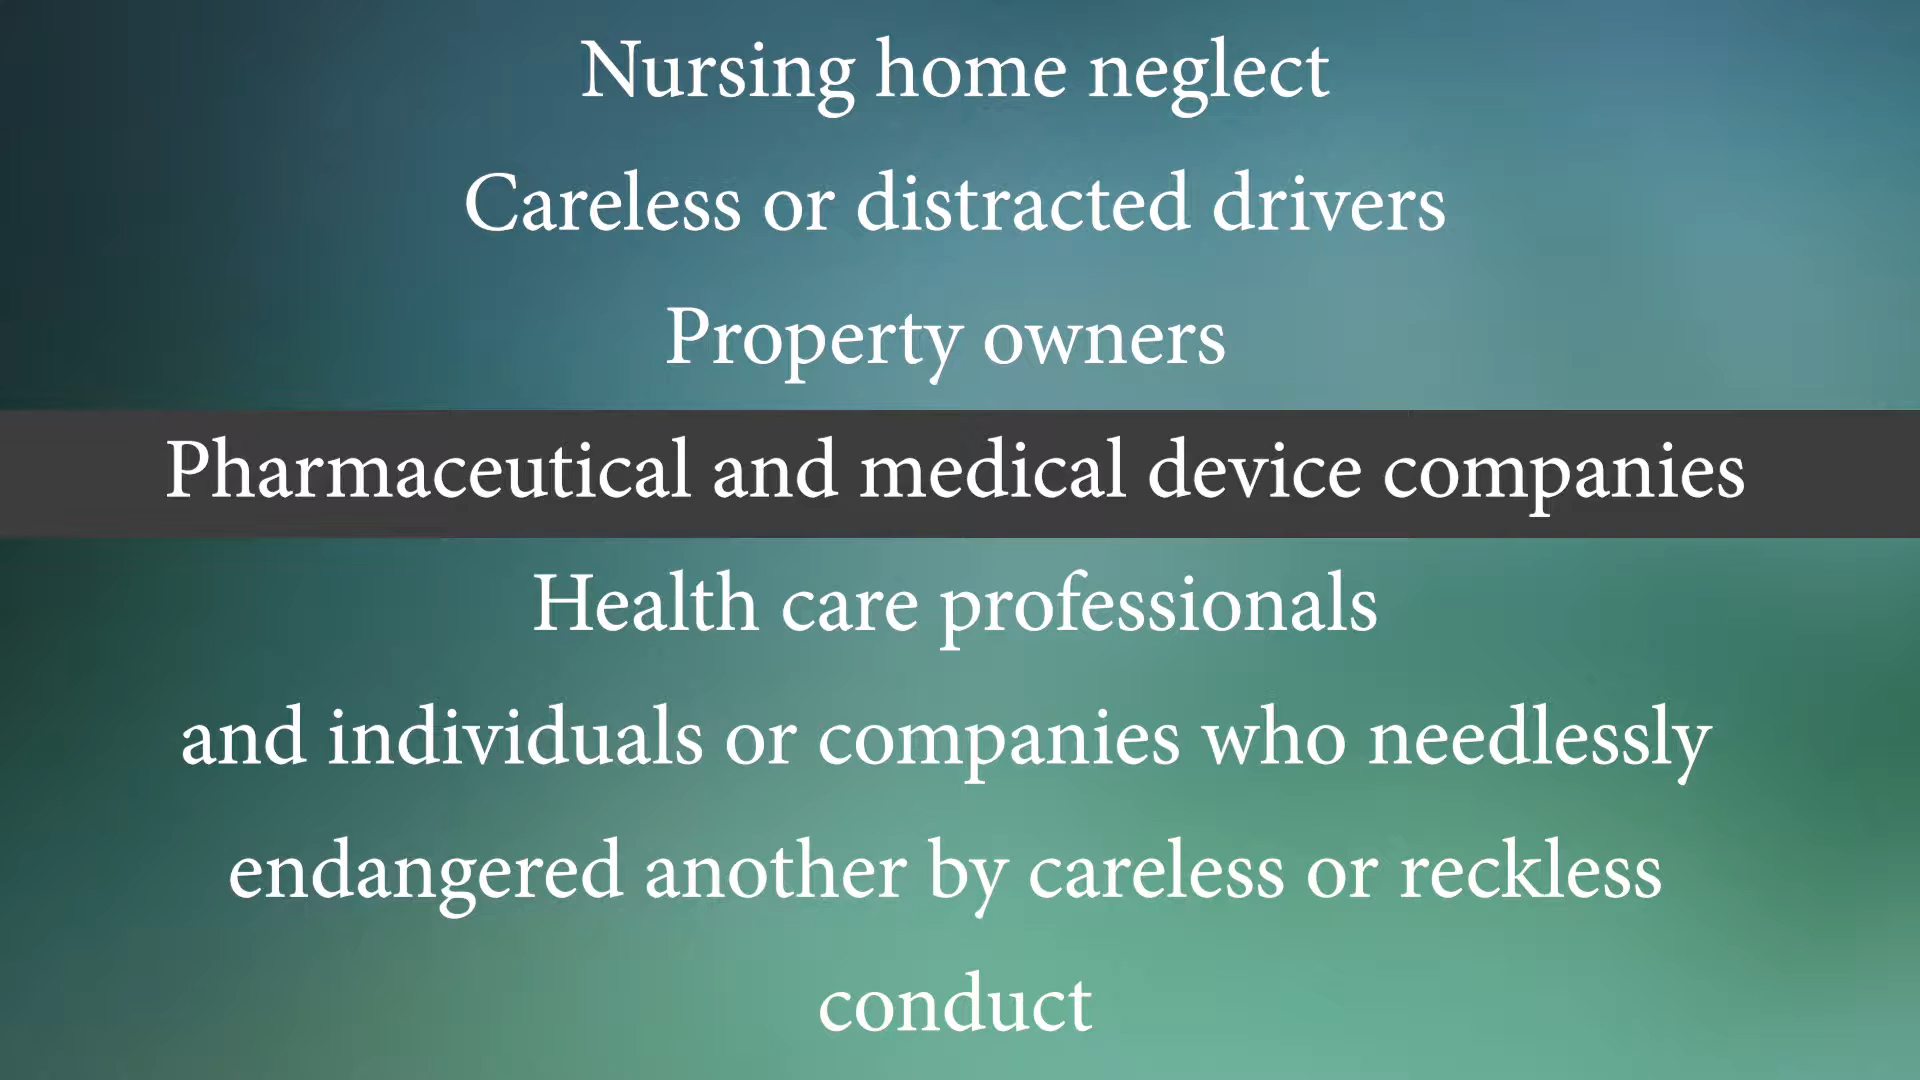 Nursing home neglect
Careless or distracted drivers
Property owners
Pharmaceutical and medical device companies
Health care professionals
and individuals or companies who needlessly
endangered another by careless or reckless
conduct